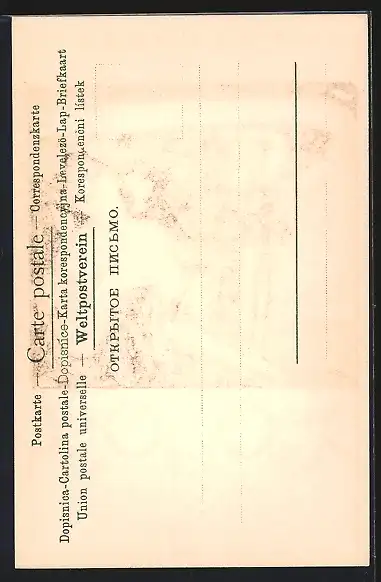 Postkarte — Carte postale — Correspondenzkarte
Dopisnica-Cartolina postale-Dopisnice-Karta korespondencyjna-Levelező-Lap-Briefkaart
Union postale universelle — Weltpostverein — Korespondenční lístek
ОТКРЫТОЕ ПИСЬМО.